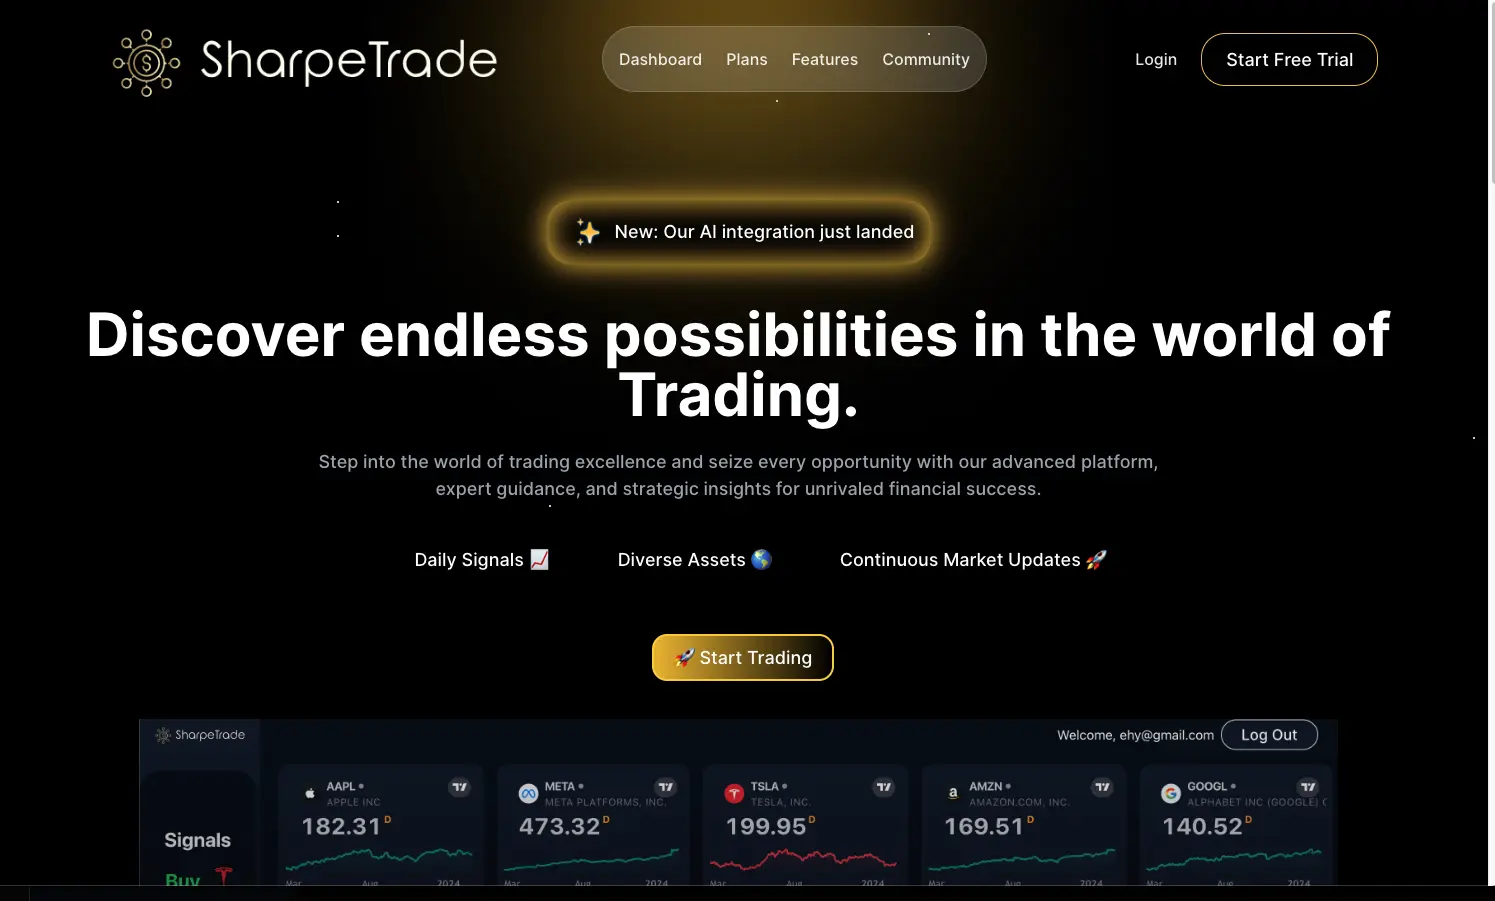 SharpeTrade
Dashboard Plans Features Community
Login
Start Free Trial
New: Our AI integration just landed
Discover endless possibilities in the world of
Trading.
Step into the world of trading excellence and seize every opportunity with our advanced platform,
expert guidance, and strategic insights for unrivaled financial success.
Daily Signals
Diverse Assets
Continuous Market Updates
Start Trading
SharpeTrade
Welcome, ehy@gmail.com
Log Out
Signals
Buy
AAPL
APPLE INC
182.31 D
Mar Aug 2024
META
META PLATFORMS, INC.
473.32 D
Mar Aug 2024
TSLA
TESLA, INC.
199.95 D
Mar Aug 2024
AMZN
AMAZON.COM, INC.
169.51 D
Mar Aug 2024
GOOGL
ALPHABET INC (GOOGLE) C
140.52 D
Mar Aug 2024